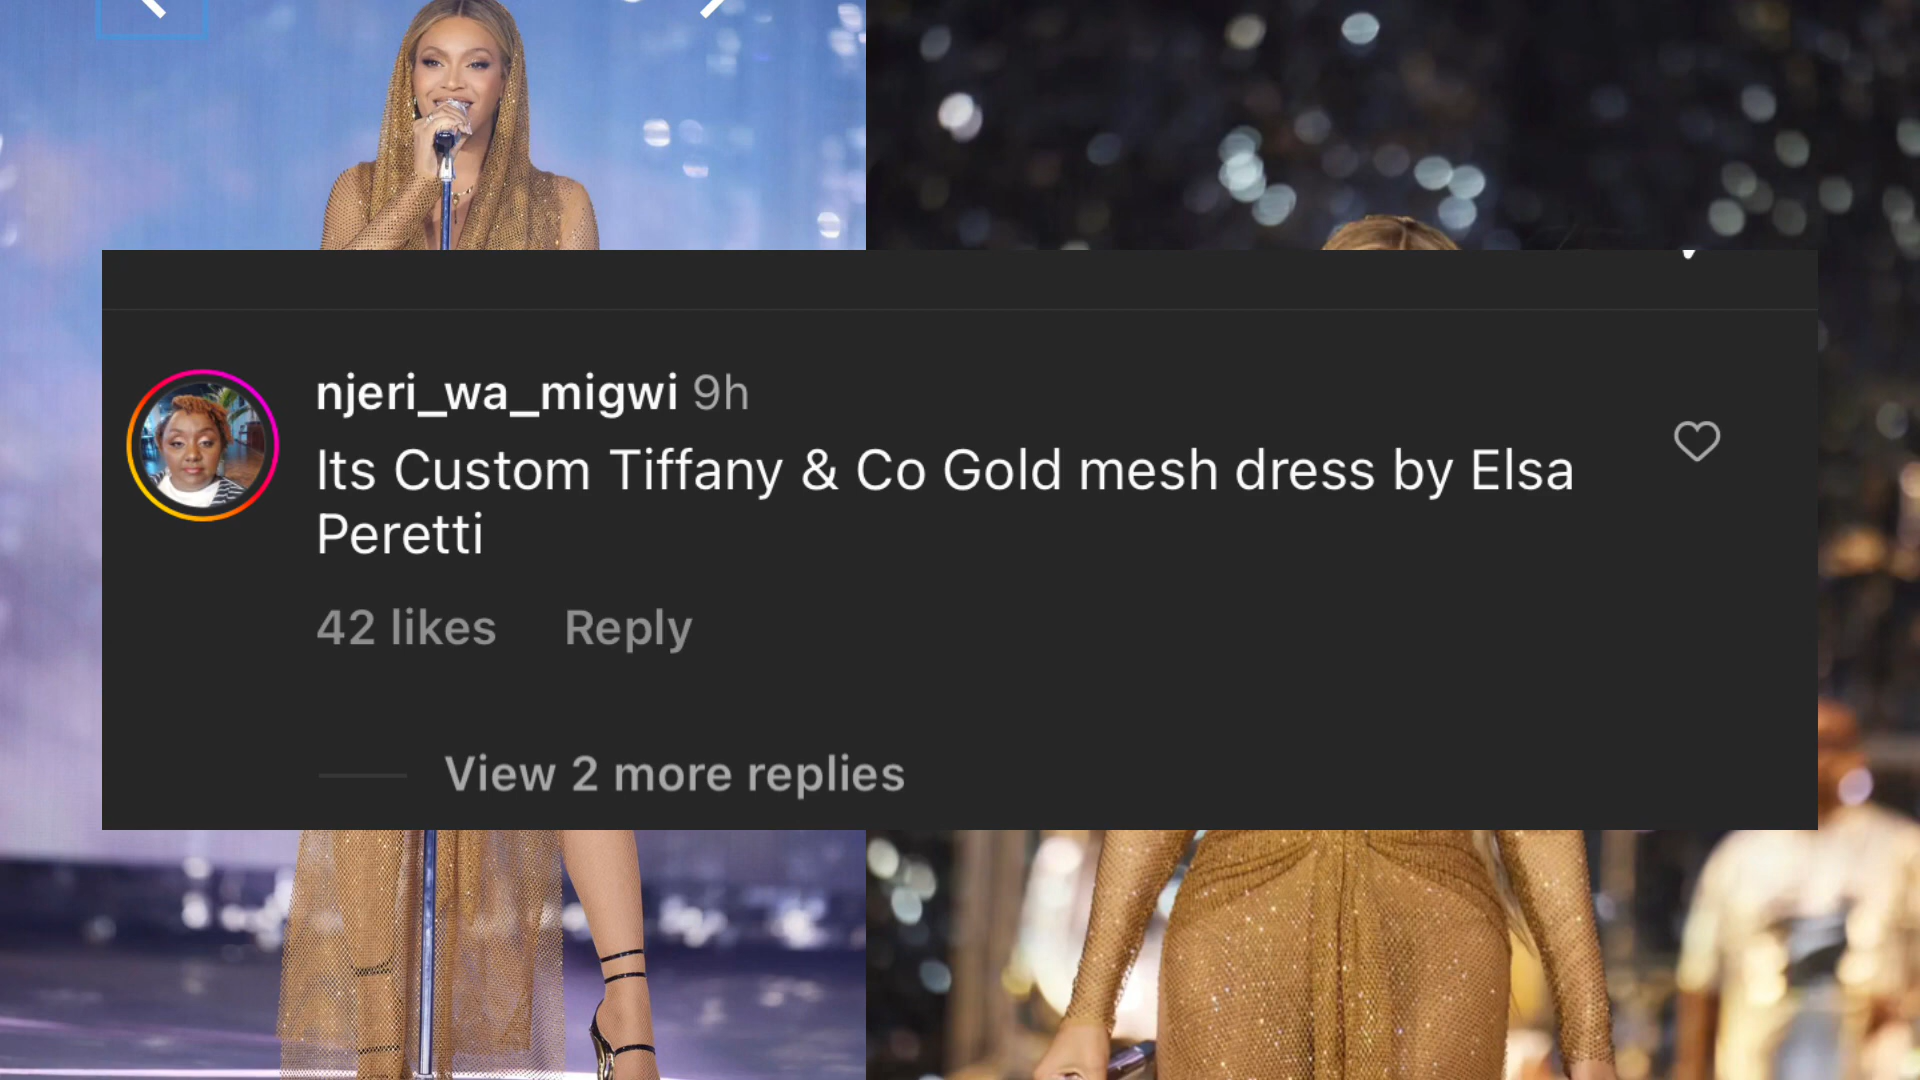 njeri_wa_migwi 9h
Its Custom Tiffany & Co Gold mesh dress by Elsa
Peretti
42 likes Reply
View 2 more replies